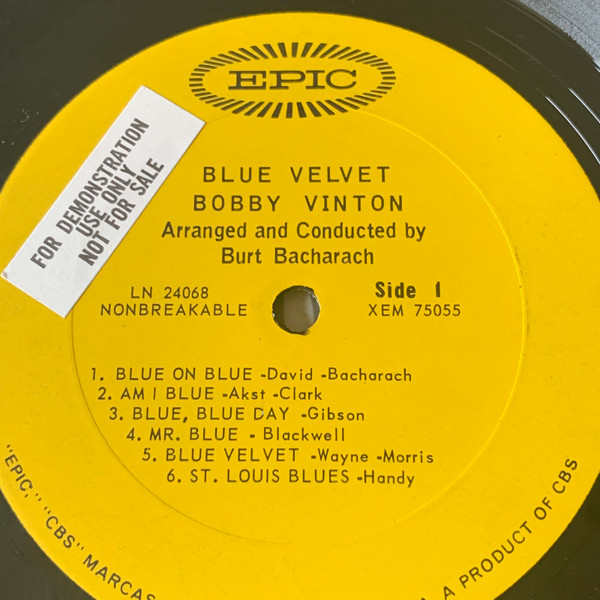 EPIC
FOR DEMONSTRATION
USE ONLY
NOT FOR SALE
BLUE VELVET
BOBBY VINTON
Arranged and Conducted by
Burt Bacharach
LN 24068
NONBREAKABLE
Side 1
XEM 75055
1. BLUE ON BLUE -David -Bacharach
2. AM I BLUE -Akst -Clark
3. BLUE, BLUE DAY -Gibson
4. MR. BLUE - Blackwell
5. BLUE VELVET -Wayne -Morris
6. ST. LOUIS BLUES -Handy
"EPIC," "CBS" MARCAS
A PRODUCT OF CBS